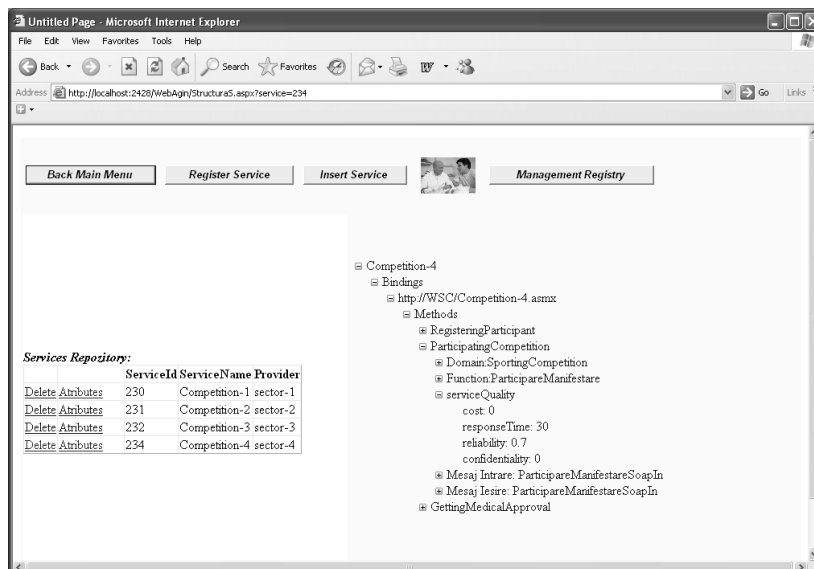 Untitled Page - Microsoft Internet Explorer
File Edit View Favorites Tools Help
Back Search Favorites
Address http://localhost:2428/WebAgin/StructuraS.aspx?service=234 Go Links
Back Main Menu Register Service Insert Service Management Registry
Competition-4
Bindings
http://WSC/Competition-4.asmx
Methods
RegisteringParticipant
ParticipatingCompetition
Domain:SportingCompetition
Function:ParticipareManifestare
serviceQuality
cost: 0
responseTime: 30
reliability: 0.7
confidentiality: 0
Mesaj Intrare: ParticipareManifestareSoapIn
Mesaj Iesire: ParticipareManifestareSoapIn
GettingMedicalApproval
Services Repozitory:
ServiceId ServiceName Provider
Delete Atributes 230 Competition-1 sector-1
Delete Atributes 231 Competition-2 sector-2
Delete Atributes 232 Competition-3 sector-3
Delete Atributes 234 Competition-4 sector-4